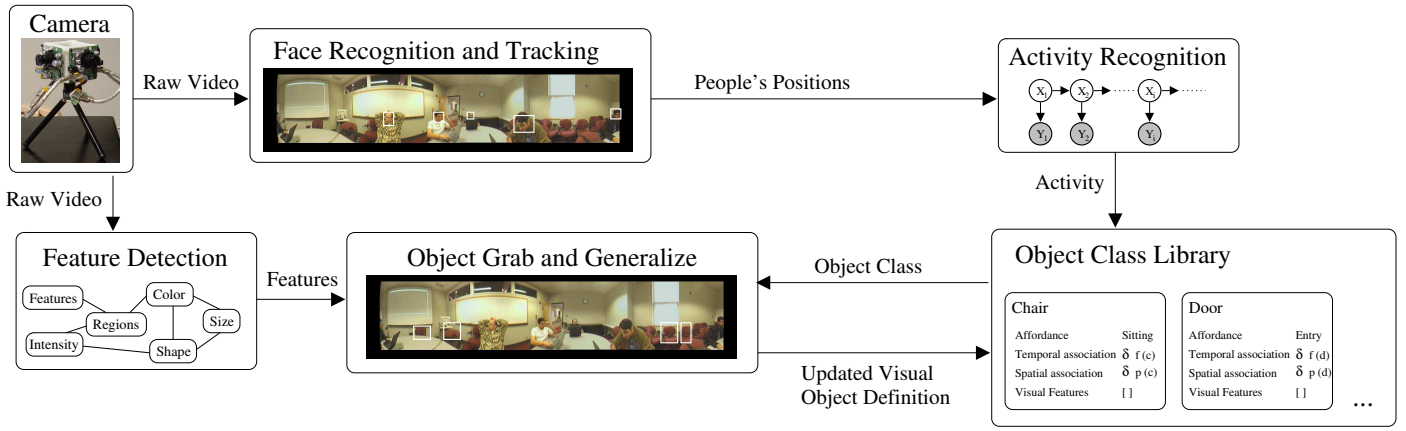 Camera
Face Recognition and Tracking
Raw Video
People's Positions
Activity Recognition
X1 X2 ...... Xi ......
Y1 Y2 Yi
Raw Video
Activity
Feature Detection
Features
Color
Regions
Size
Intensity
Shape
Features
Object Grab and Generalize
Object Class
Updated Visual
Object Definition
Object Class Library
Chair
Affordance Sitting
Temporal association δ f (c)
Spatial association δ p (c)
Visual Features [ ]
Door
Affordance Entry
Temporal association δ f (d)
Spatial association δ p (d)
Visual Features [ ]
...